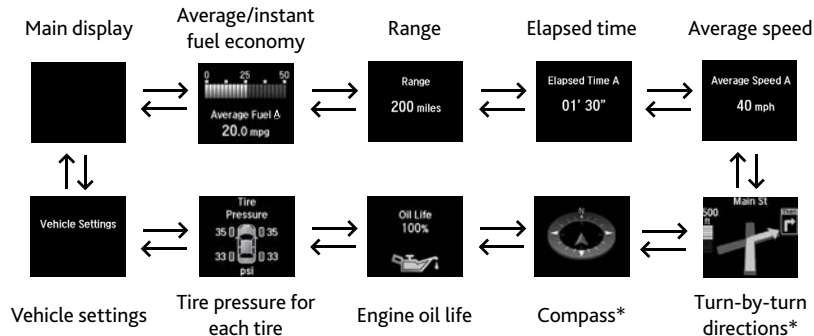 Main display
Average/instant
fuel economy
Range
Elapsed time
Average speed
0 25 50
Average Fuel A
20.0 mpg
Range
200 miles
Elapsed Time A
01' 30"
Average Speed A
40 mph
Vehicle Settings
Tire
Pressure
35 35
33 33
psi
Oil Life
100%
N
Main St
500
ft
Vehicle settings
Tire pressure for
each tire
Engine oil life
Compass*
Turn-by-turn
directions*